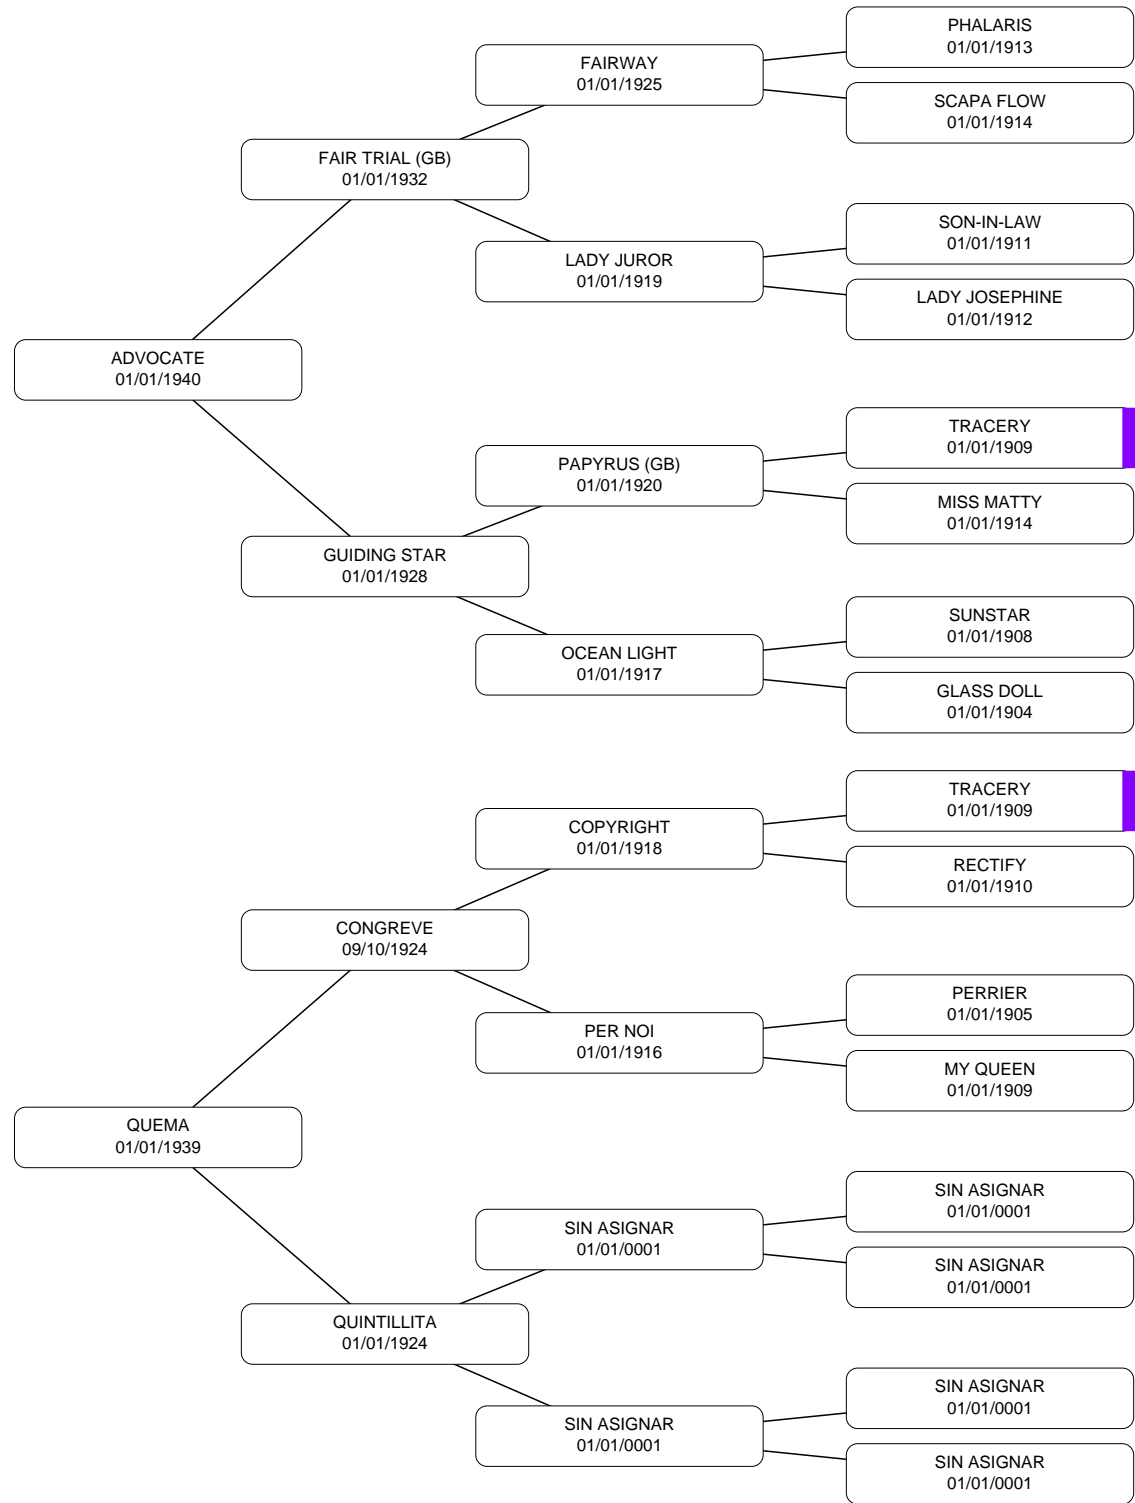 PHALARIS
01/01/1913
FAIRWAY
01/01/1925
SCAPA FLOW
01/01/1914
FAIR TRIAL (GB)
01/01/1932
SON-IN-LAW
01/01/1911
LADY JUROR
01/01/1919
LADY JOSEPHINE
01/01/1912
ADVOCATE
01/01/1940
TRACERY
01/01/1909
PAPYRUS (GB)
01/01/1920
MISS MATTY
01/01/1914
GUIDING STAR
01/01/1928
SUNSTAR
01/01/1908
OCEAN LIGHT
01/01/1917
GLASS DOLL
01/01/1904
TRACERY
01/01/1909
COPYRIGHT
01/01/1918
RECTIFY
01/01/1910
CONGREVE
09/10/1924
PERRIER
01/01/1905
PER NOI
01/01/1916
MY QUEEN
01/01/1909
QUEMA
01/01/1939
SIN ASIGNAR
01/01/0001
SIN ASIGNAR
01/01/0001
SIN ASIGNAR
01/01/0001
QUINTILLITA
01/01/1924
SIN ASIGNAR
01/01/0001
SIN ASIGNAR
01/01/0001
SIN ASIGNAR
01/01/0001